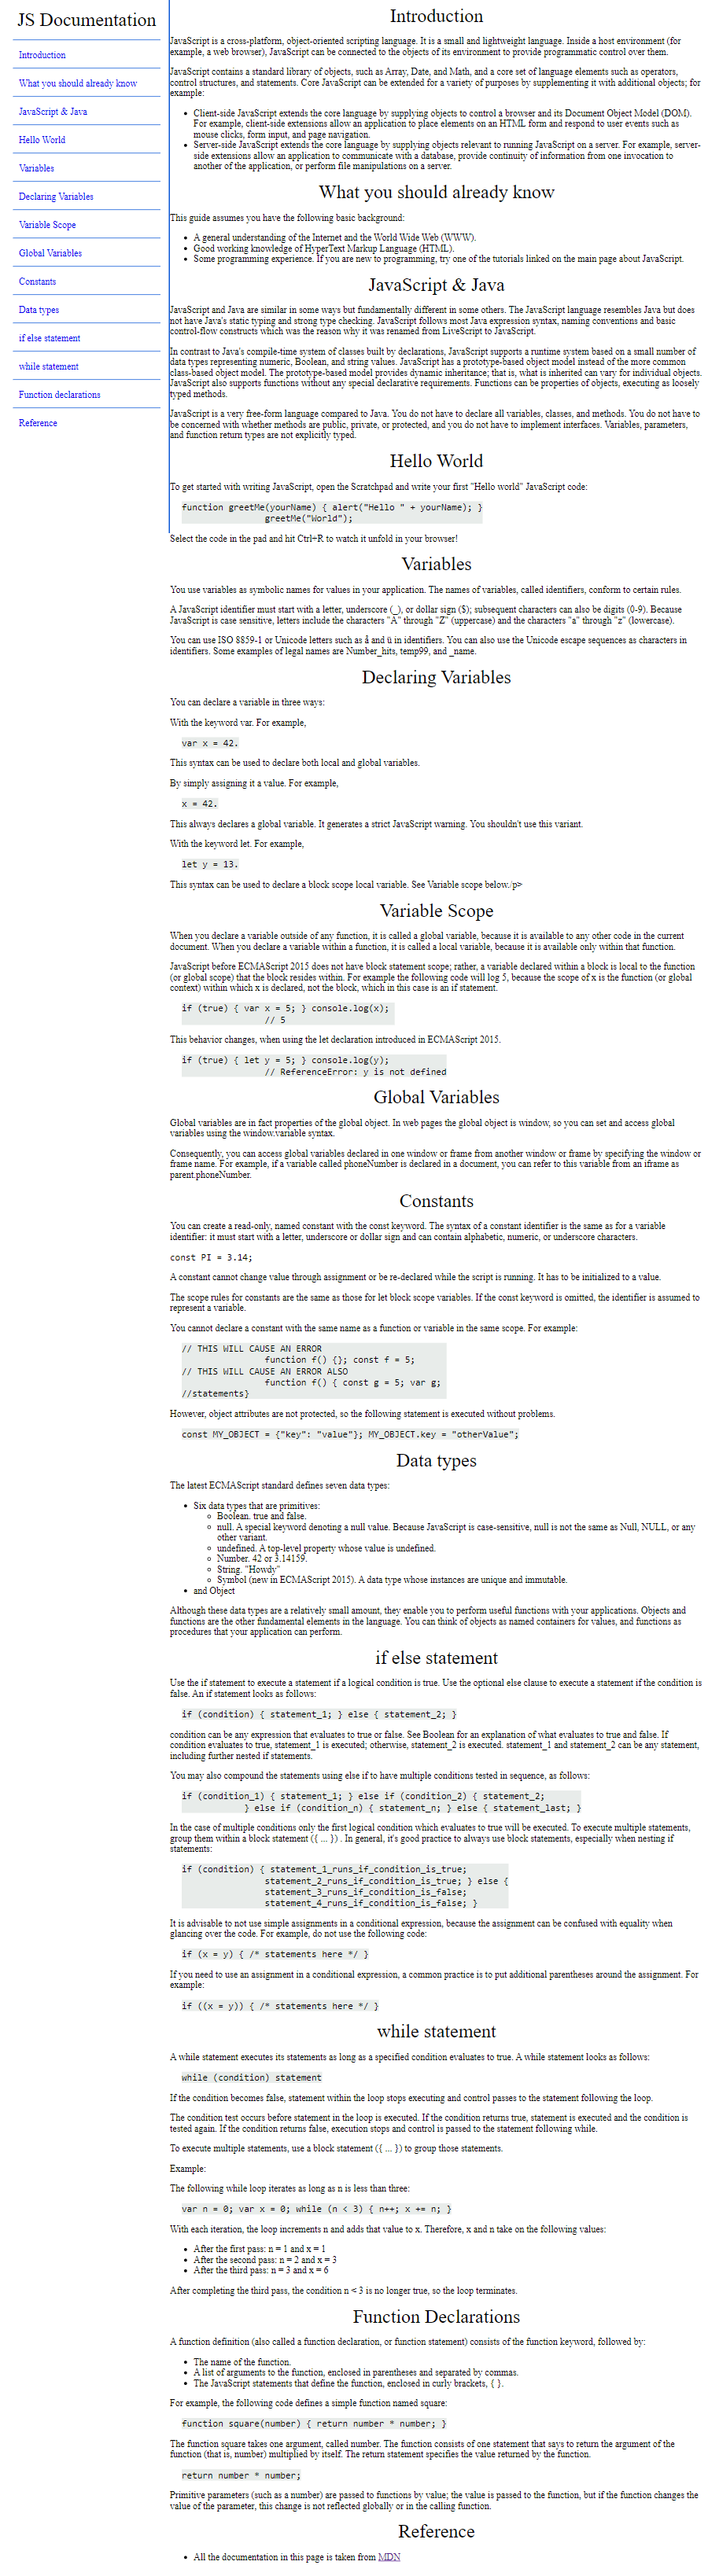 JS Documentation
Introduction
What you should already know
JavaScript & Java
Hello World
Variables
Declaring Variables
Variable Scope
Global Variables
Constants
Data types
if else statement
while statement
Function declarations
Reference
Introduction
JavaScript is a cross-platform, object-oriented scripting language. It is a small and lightweight language. Inside a host environment (for
example, a web browser), JavaScript can be connected to the objects of its environment to provide programmatic control over them.
JavaScript contains a standard library of objects, such as Array, Date, and Math, and a core set of language elements such as operators,
control structures, and statements. Core JavaScript can be extended for a variety of purposes by supplementing it with additional objects; for
example:
• Client-side JavaScript extends the core language by supplying objects to control a browser and its Document Object Model (DOM).
For example, client-side extensions allow an application to place elements on an HTML form and respond to user events such as
mouse clicks, form input, and page navigation.
• Server-side JavaScript extends the core language by supplying objects relevant to running JavaScript on a server. For example, server-
side extensions allow an application to communicate with a database, provide continuity of information from one invocation to
another of the application, or perform file manipulations on a server.
What you should already know
This guide assumes you have the following basic background:
• A general understanding of the Internet and the World Wide Web (WWW).
• Good working knowledge of HyperText Markup Language (HTML).
• Some programming experience. If you are new to programming, try one of the tutorials linked on the main page about JavaScript.
JavaScript & Java
JavaScript and Java are similar in some ways but fundamentally different in some others. The JavaScript language resembles Java but does
not have Java's static typing and strong type checking. JavaScript follows most Java expression syntax, naming conventions and basic
control-flow constructs which was the reason why it was renamed from LiveScript to JavaScript.
In contrast to Java's compile-time system of classes built by declarations, JavaScript supports a runtime system based on a small number of
data types representing numeric, Boolean, and string values. JavaScript has a prototype-based object model instead of the more common
class-based object model. The prototype-based model provides dynamic inheritance; that is, what is inherited can vary for individual objects.
JavaScript also supports functions without any special declarative requirements. Functions can be properties of objects, executing as loosely
typed methods.
JavaScript is a very free-form language compared to Java. You do not have to declare all variables, classes, and methods. You do not have to
be concerned with whether methods are public, private, or protected, and you do not have to implement interfaces. Variables, parameters,
and function return types are not explicitly typed.
Hello World
To get started with writing JavaScript, open the Scratchpad and write your first "Hello world" JavaScript code:
function greetMe(yourName) { alert("Hello " + yourName); }
greetMe("World");
Select the code in the pad and hit Ctrl+R to watch it unfold in your browser!
Variables
You use variables as symbolic names for values in your application. The names of variables, called identifiers, conform to certain rules.
A JavaScript identifier must start with a letter, underscore (_), or dollar sign ($); subsequent characters can also be digits (0-9). Because
JavaScript is case sensitive, letters include the characters "A" through "Z" (uppercase) and the characters "a" through "z" (lowercase).
You can use ISO 8859-1 or Unicode letters such as å and ü in identifiers. You can also use the Unicode escape sequences as characters in
identifiers. Some examples of legal names are Number_hits, temp99, and _name.
Declaring Variables
You can declare a variable in three ways:
With the keyword var. For example,
var x = 42.
This syntax can be used to declare both local and global variables.
By simply assigning it a value. For example,
x = 42.
This always declares a global variable. It generates a strict JavaScript warning. You shouldn't use this variant.
With the keyword let. For example,
let y = 13.
This syntax can be used to declare a block scope local variable. See Variable scope below./p>
Variable Scope
When you declare a variable outside of any function, it is called a global variable, because it is available to any other code in the current
document. When you declare a variable within a function, it is called a local variable, because it is available only within that function.
JavaScript before ECMAScript 2015 does not have block statement scope; rather, a variable declared within a block is local to the function
(or global scope) that the block resides within. For example the following code will log 5, because the scope of x is the function (or global
context) within which x is declared, not the block, which in this case is an if statement.
if (true) { var x = 5; } console.log(x);
// 5
This behavior changes, when using the let declaration introduced in ECMAScript 2015.
if (true) { let y = 5; } console.log(y);
// ReferenceError: y is not defined
Global Variables
Global variables are in fact properties of the global object. In web pages the global object is window, so you can set and access global
variables using the window.variable syntax.
Consequently, you can access global variables declared in one window or frame from another window or frame by specifying the window or
frame name. For example, if a variable called phoneNumber is declared in a document, you can refer to this variable from an iframe as
parent.phoneNumber.
Constants
You can create a read-only, named constant with the const keyword. The syntax of a constant identifier is the same as for a variable
identifier: it must start with a letter, underscore or dollar sign and can contain alphabetic, numeric, or underscore characters.
const PI = 3.14;
A constant cannot change value through assignment or be re-declared while the script is running. It has to be initialized to a value.
The scope rules for constants are the same as those for let block scope variables. If the const keyword is omitted, the identifier is assumed to
represent a variable.
You cannot declare a constant with the same name as a function or variable in the same scope. For example:
// THIS WILL CAUSE AN ERROR
function f() {}; const f = 5;
// THIS WILL CAUSE AN ERROR ALSO
function f() { const g = 5; var g;
//statements}
However, object attributes are not protected, so the following statement is executed without problems.
const MY_OBJECT = {"key": "value"}; MY_OBJECT.key = "otherValue";
Data types
The latest ECMAScript standard defines seven data types:
• Six data types that are primitives:
◦ Boolean. true and false.
◦ null. A special keyword denoting a null value. Because JavaScript is case-sensitive, null is not the same as Null, NULL, or any
other variant.
◦ undefined. A top-level property whose value is undefined.
◦ Number. 42 or 3.14159.
◦ String. "Howdy"
◦ Symbol (new in ECMAScript 2015). A data type whose instances are unique and immutable.
• and Object
Although these data types are a relatively small amount, they enable you to perform useful functions with your applications. Objects and
functions are the other fundamental elements in the language. You can think of objects as named containers for values, and functions as
procedures that your application can perform.
if else statement
Use the if statement to execute a statement if a logical condition is true. Use the optional else clause to execute a statement if the condition is
false. An if statement looks as follows:
if (condition) { statement_1; } else { statement_2; }
condition can be any expression that evaluates to true or false. See Boolean for an explanation of what evaluates to true and false. If
condition evaluates to true, statement_1 is executed; otherwise, statement_2 is executed. statement_1 and statement_2 can be any statement,
including further nested if statements.
You may also compound the statements using else if to have multiple conditions tested in sequence, as follows:
if (condition_1) { statement_1; } else if (condition_2) { statement_2;
} else if (condition_n) { statement_n; } else { statement_last; }
In the case of multiple conditions only the first logical condition which evaluates to true will be executed. To execute multiple statements,
group them within a block statement ({ ... }) . In general, it's good practice to always use block statements, especially when nesting if
statements:
if (condition) { statement_1_runs_if_condition_is_true;
statement_2_runs_if_condition_is_true; } else {
statement_3_runs_if_condition_is_false;
statement_4_runs_if_condition_is_false; }
It is advisable to not use simple assignments in a conditional expression, because the assignment can be confused with equality when
glancing over the code. For example, do not use the following code:
if (x = y) { /* statements here */ }
If you need to use an assignment in a conditional expression, a common practice is to put additional parentheses around the assignment. For
example:
if ((x = y)) { /* statements here */ }
while statement
A while statement executes its statements as long as a specified condition evaluates to true. A while statement looks as follows:
while (condition) statement
If the condition becomes false, statement within the loop stops executing and control passes to the statement following the loop.
The condition test occurs before statement in the loop is executed. If the condition returns true, statement is executed and the condition is
tested again. If the condition returns false, execution stops and control is passed to the statement following while.
To execute multiple statements, use a block statement ({ ... }) to group those statements.
Example:
The following while loop iterates as long as n is less than three:
var n = 0; var x = 0; while (n < 3) { n++; x += n; }
With each iteration, the loop increments n and adds that value to x. Therefore, x and n take on the following values:
• After the first pass: n = 1 and x = 1
• After the second pass: n = 2 and x = 3
• After the third pass: n = 3 and x = 6
After completing the third pass, the condition n < 3 is no longer true, so the loop terminates.
Function Declarations
A function definition (also called a function declaration, or function statement) consists of the function keyword, followed by:
• The name of the function.
• A list of arguments to the function, enclosed in parentheses and separated by commas.
• The JavaScript statements that define the function, enclosed in curly brackets, { }.
For example, the following code defines a simple function named square:
function square(number) { return number * number; }
The function square takes one argument, called number. The function consists of one statement that says to return the argument of the
function (that is, number) multiplied by itself. The return statement specifies the value returned by the function.
return number * number;
Primitive parameters (such as a number) are passed to functions by value; the value is passed to the function, but if the function changes the
value of the parameter, this change is not reflected globally or in the calling function.
Reference
• All the documentation in this page is taken from MDN